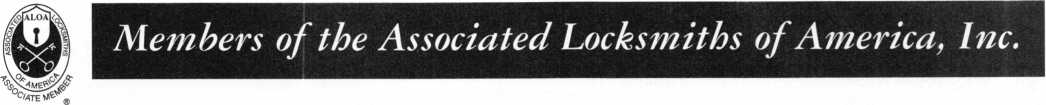 ASSOCIATED LOCKSMITHS
ALOA
OF AMERICA
ASSOCIATE MEMBER
®
Members of the Associated Locksmiths of America, Inc.